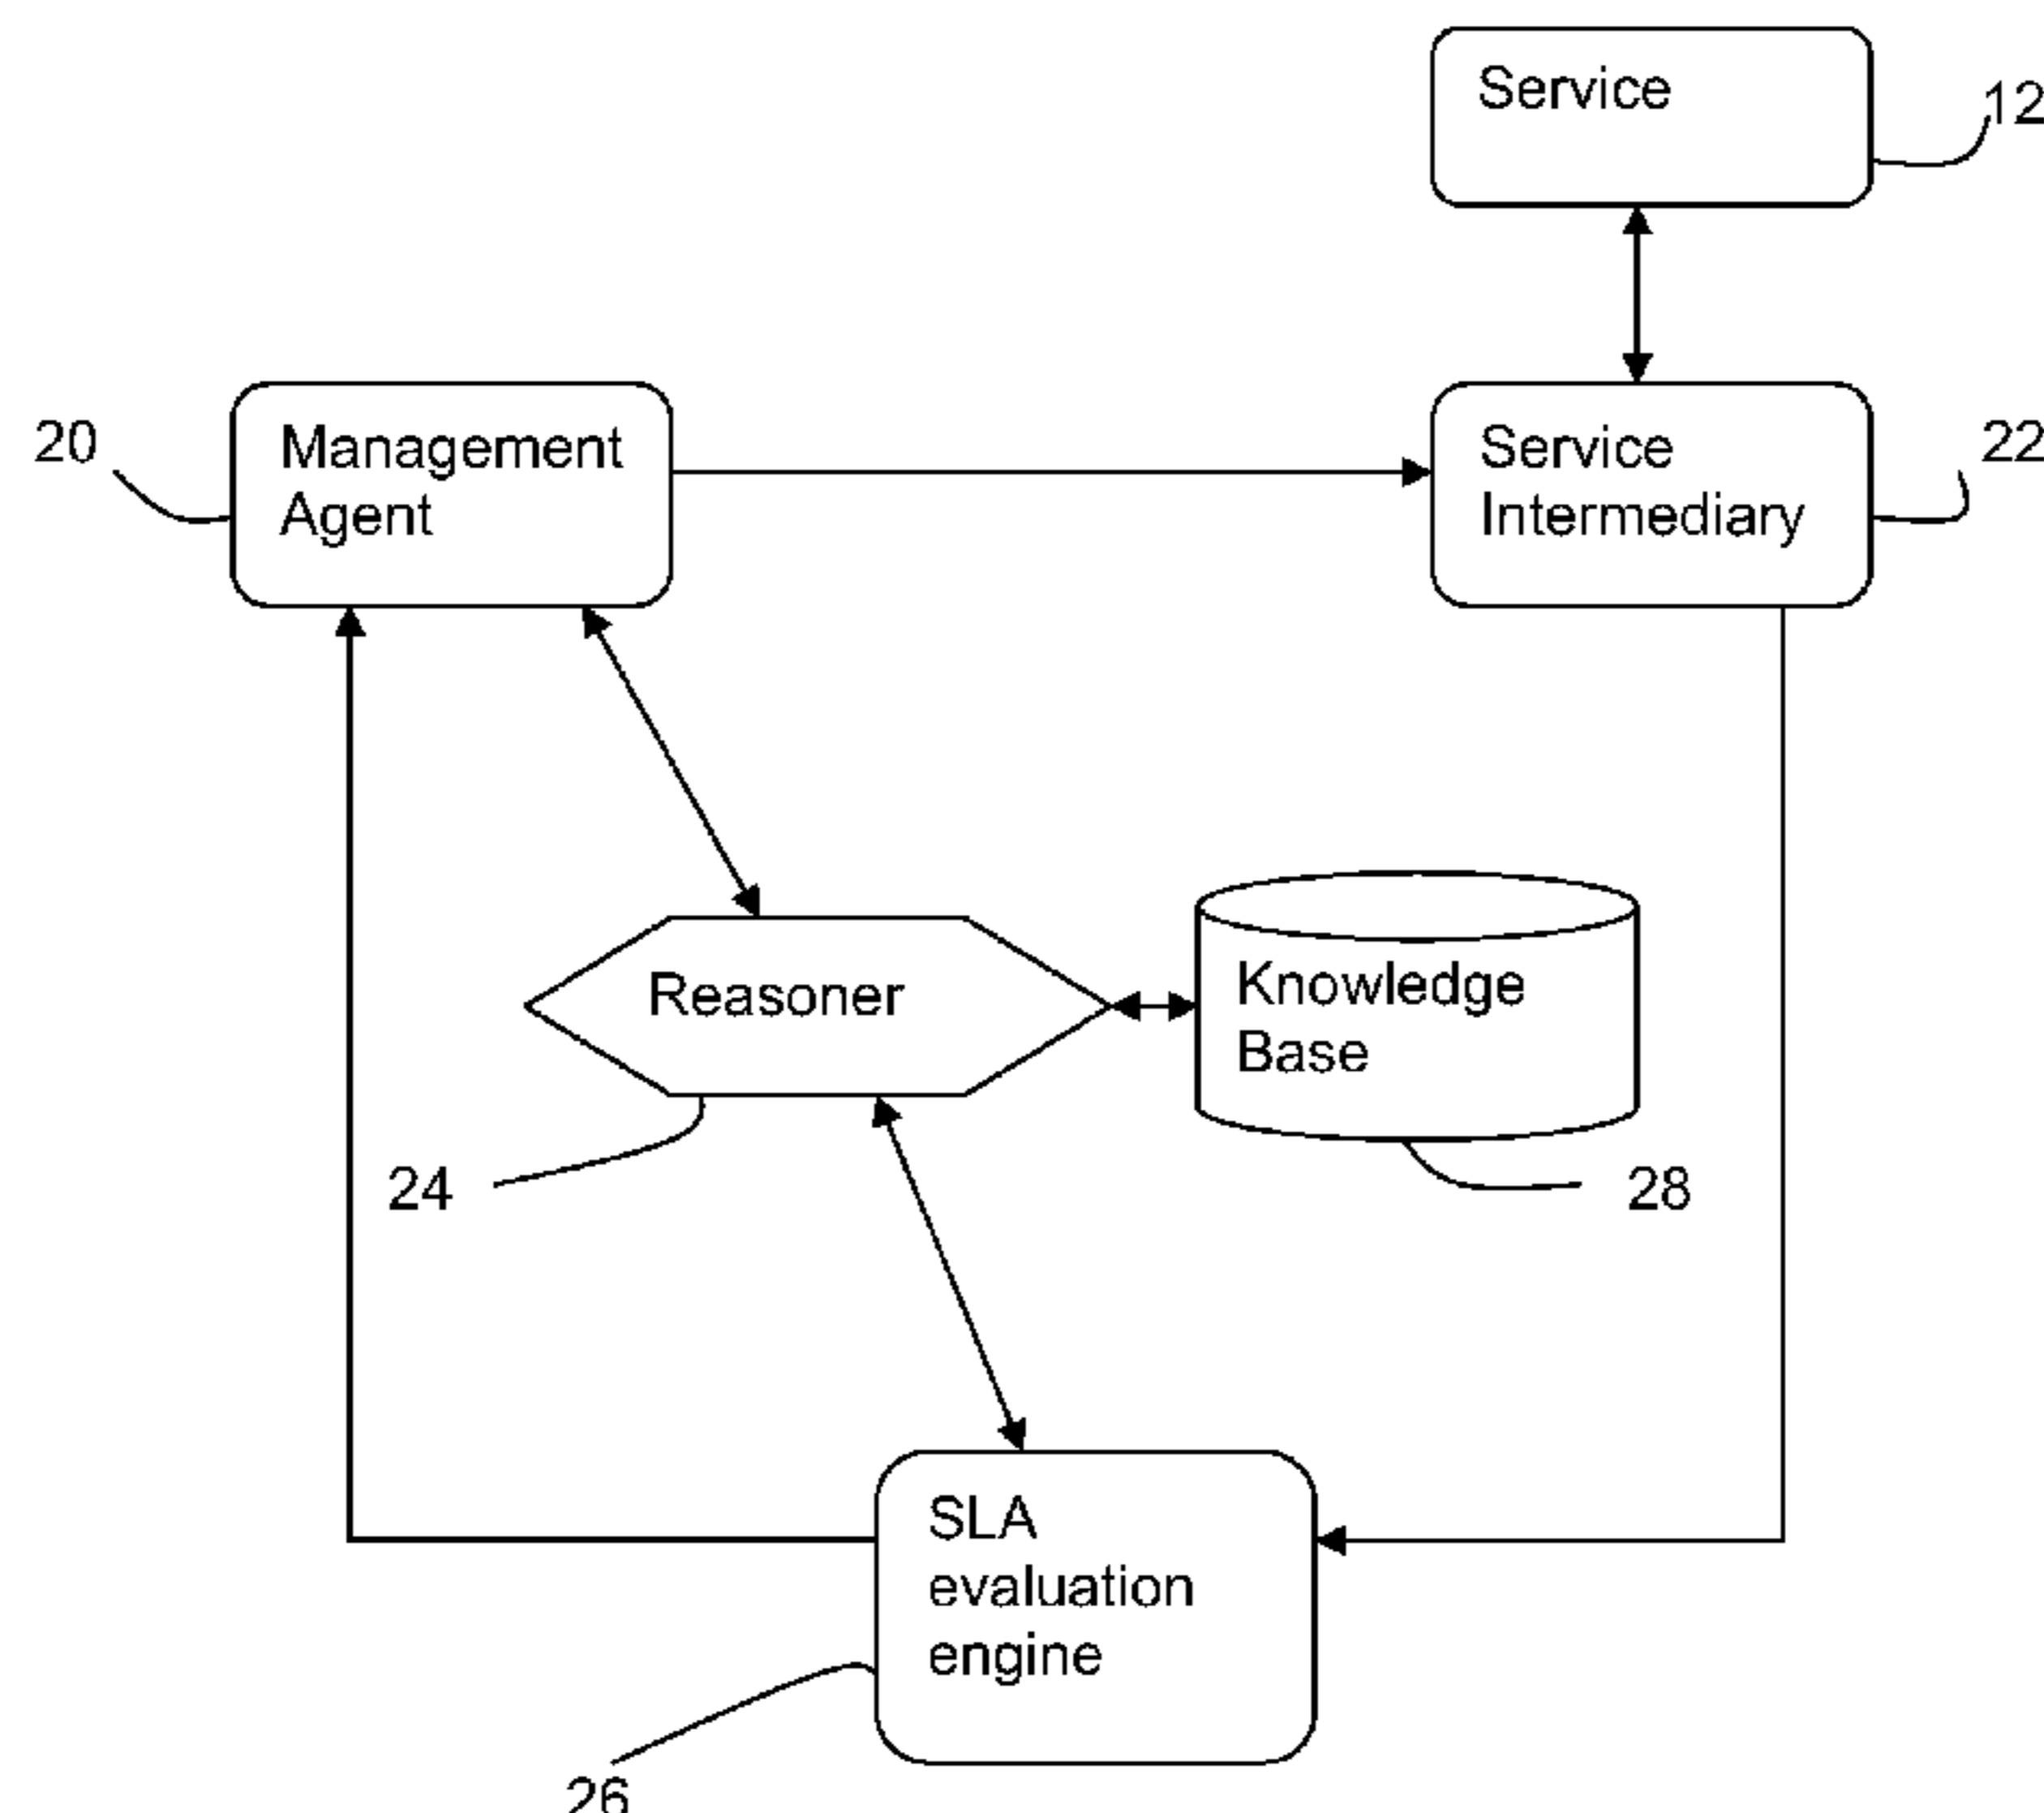 Service
12
20
Management
Agent
Service
Intermediary
22
Reasoner
Knowledge
Base
24
28
SLA
evaluation
engine
26